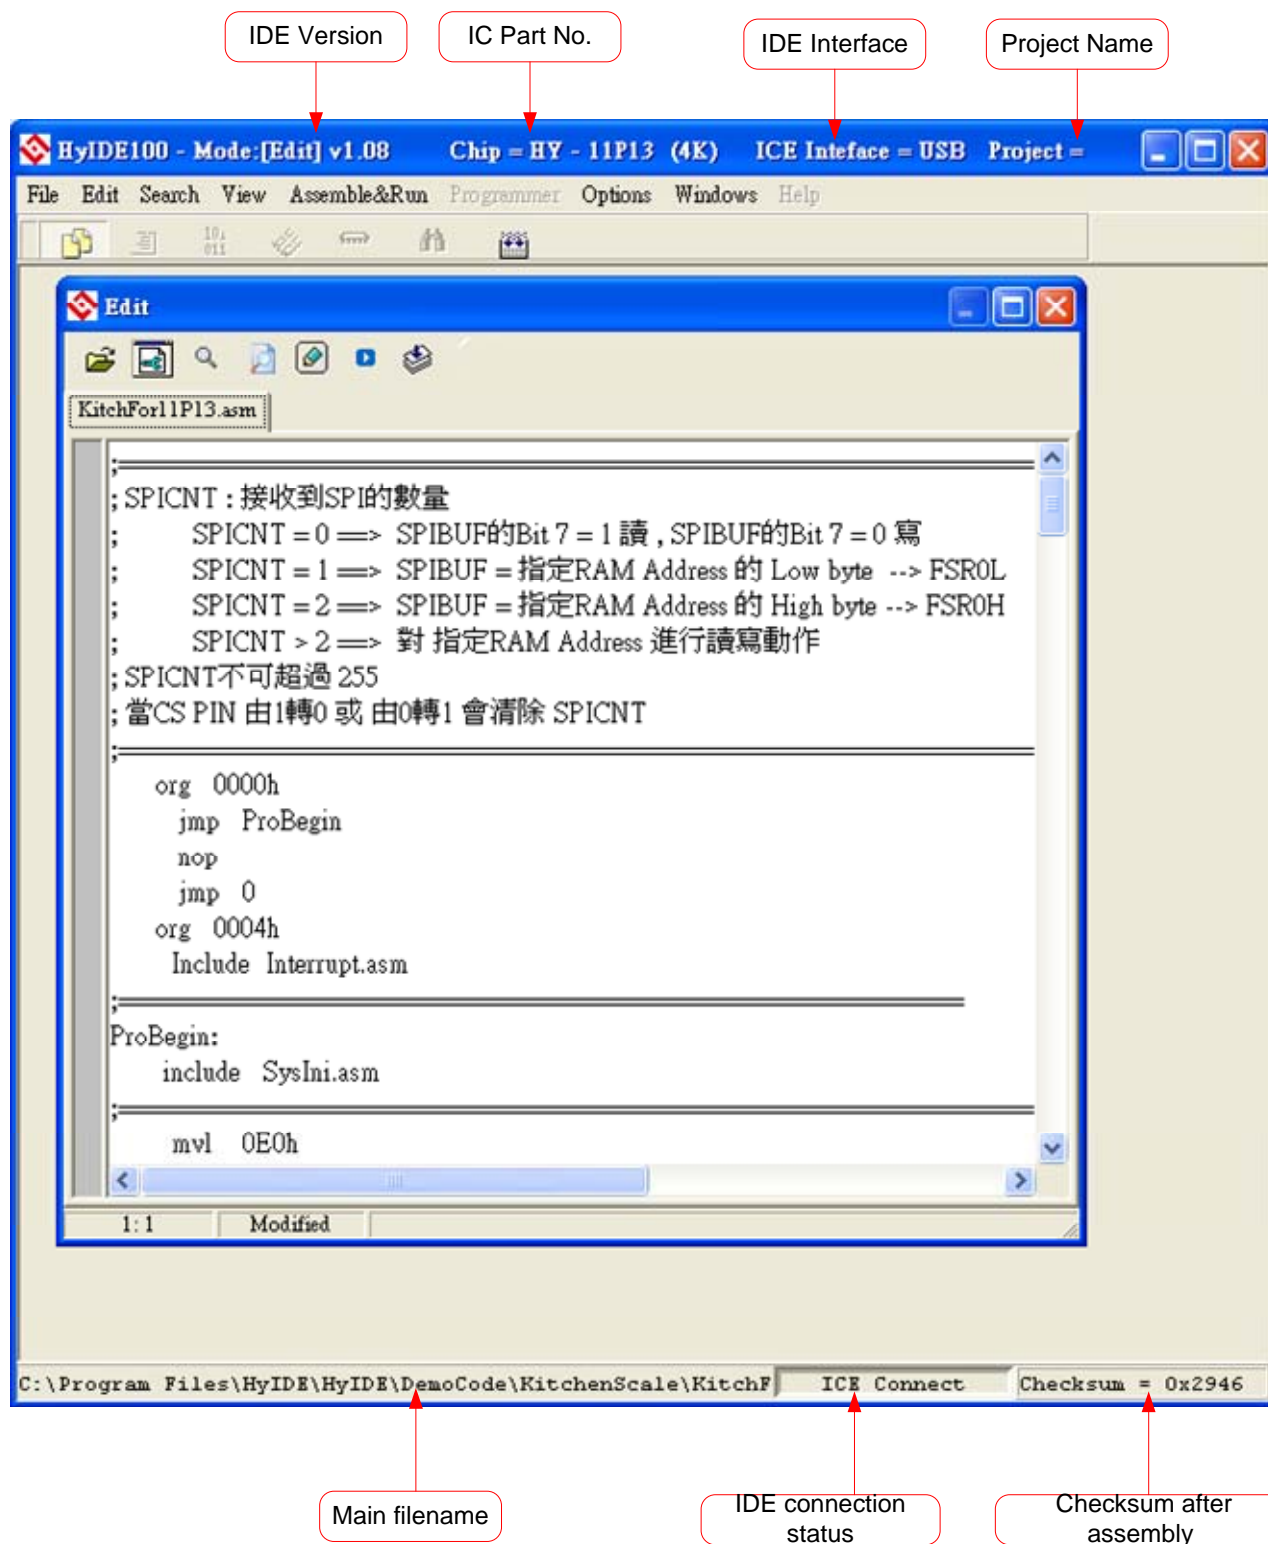 IDE Version
IC Part No.
IDE Interface
Project Name
HyIDE100 - Mode:[Edit] v1.08 Chip = HY - 11P13 (4K) ICE Inteface = USB Project =
File Edit Search View Assemble&Run Programmer Options Windows Help
Edit
KitchFor11P13.asm
;
; SPICNT : 接收到SPI的數量
; SPICNT = 0 ==> SPIBUF的Bit 7 = 1 讀 , SPIBUF的Bit 7 = 0 寫
; SPICNT = 1 ==> SPIBUF = 指定RAM Address 的 Low byte --> FSR0L
; SPICNT = 2 ==> SPIBUF = 指定RAM Address 的 High byte --> FSR0H
; SPICNT > 2 ==> 對 指定RAM Address 進行讀寫動作
; SPICNT不可超過 255
; 當CS PIN 由1轉0 或 由0轉1 會清除 SPICNT
;
org 0000h
jmp ProBegin
nop
jmp 0
org 0004h
Include Interrupt.asm
;
ProBegin:
include SysIni.asm
;
mvl 0E0h
1: 1 Modified
C:\Program Files\HyIDE\HyIDE\DemoCode\KitchenScale\KitchF ICE Connect Checksum = 0x2946
Main filename
IDE connection status
Checksum after assembly